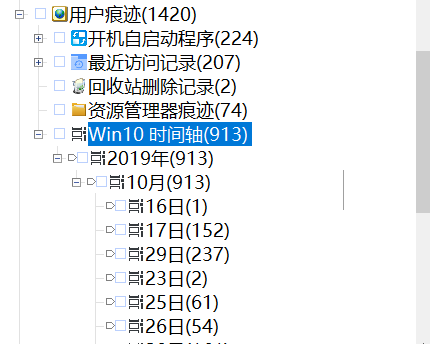 用户痕迹(1420)
开机自启动程序(224)
最近访问记录(207)
回收站删除记录(2)
资源管理器痕迹(74)
Win10 时间轴(913)
2019年(913)
10月(913)
16日(1)
17日(152)
29日(237)
23日(2)
25日(61)
26日(54)